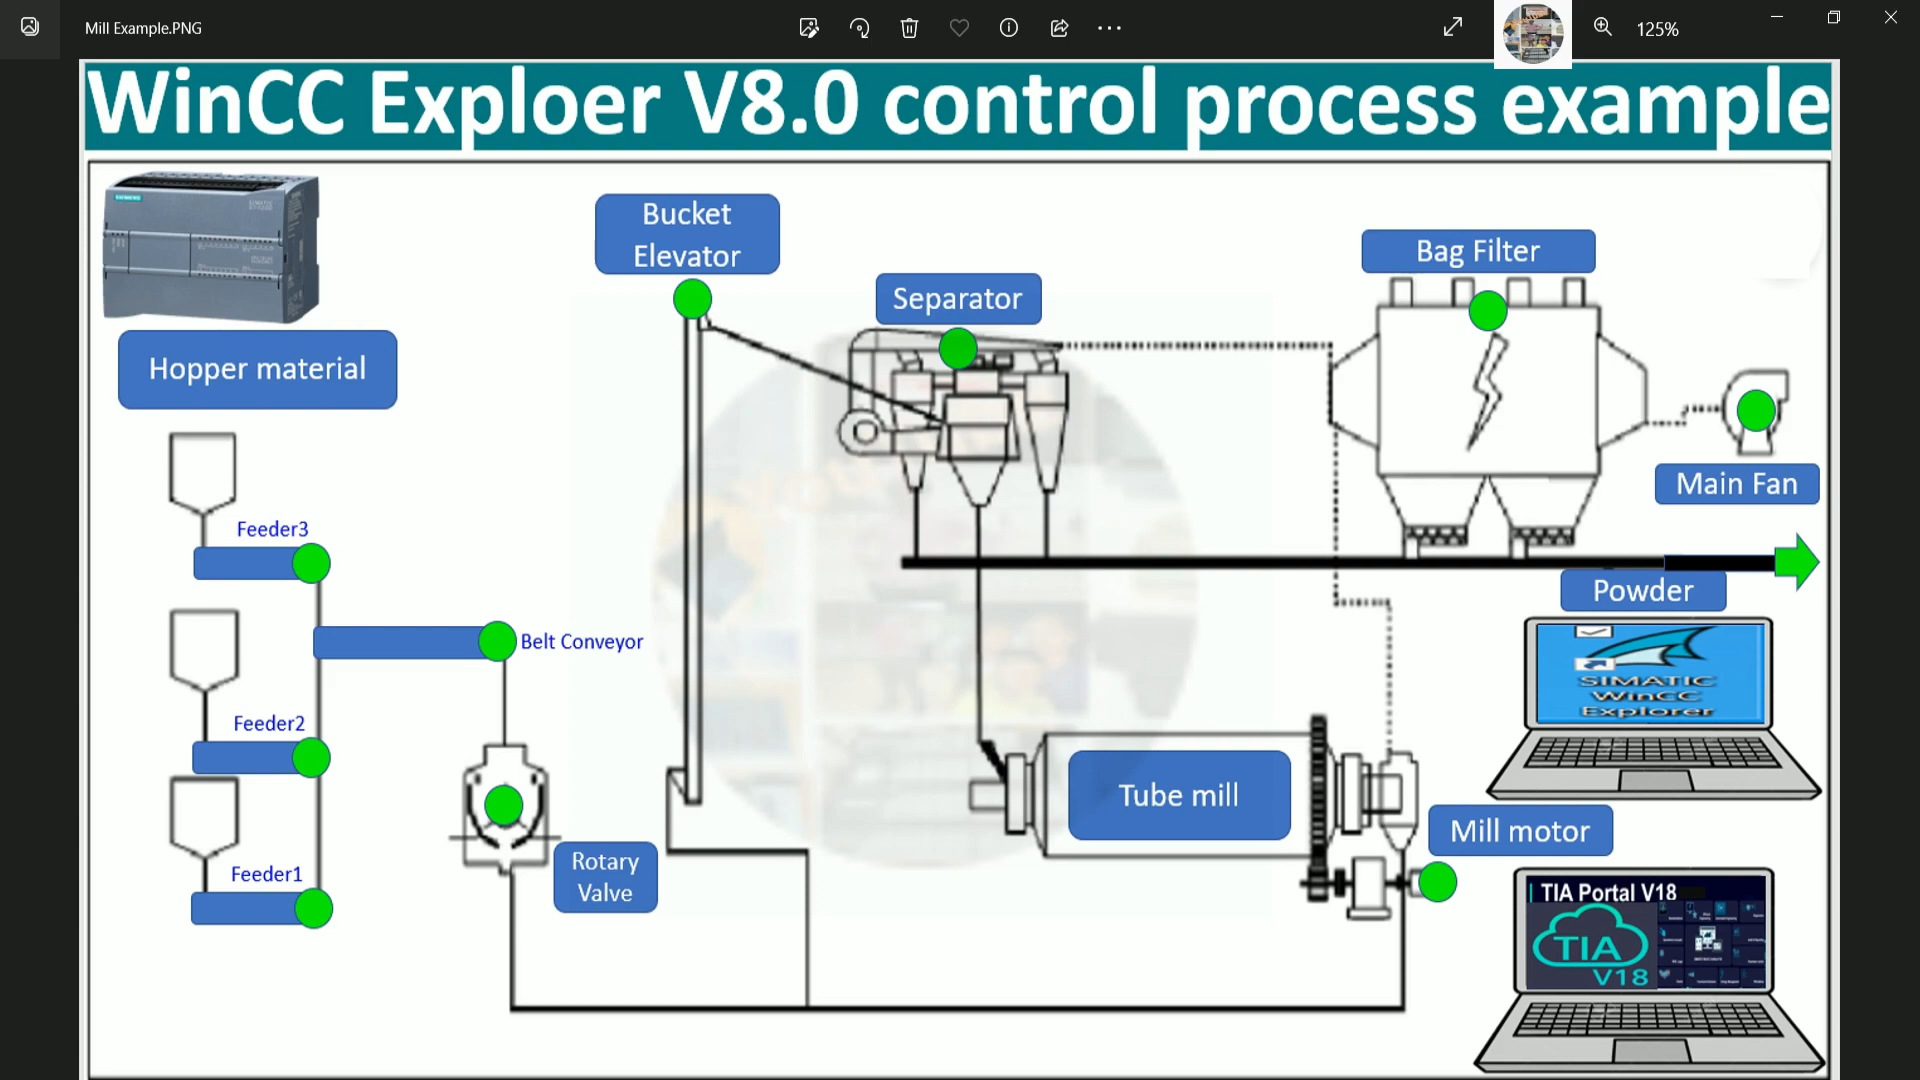 Mill Example.PNG
125%
WinCC Exploer V8.0 control process example
SIEMENS
Bucket
Elevator
Bag Filter
Separator
Hopper material
Main Fan
Feeder3
Powder
Belt Conveyor
SIMATIC
WinCC
Explorer
Feeder2
Tube mill
Mill motor
Rotary
Valve
Feeder1
TIA Portal V18
TIA
V18